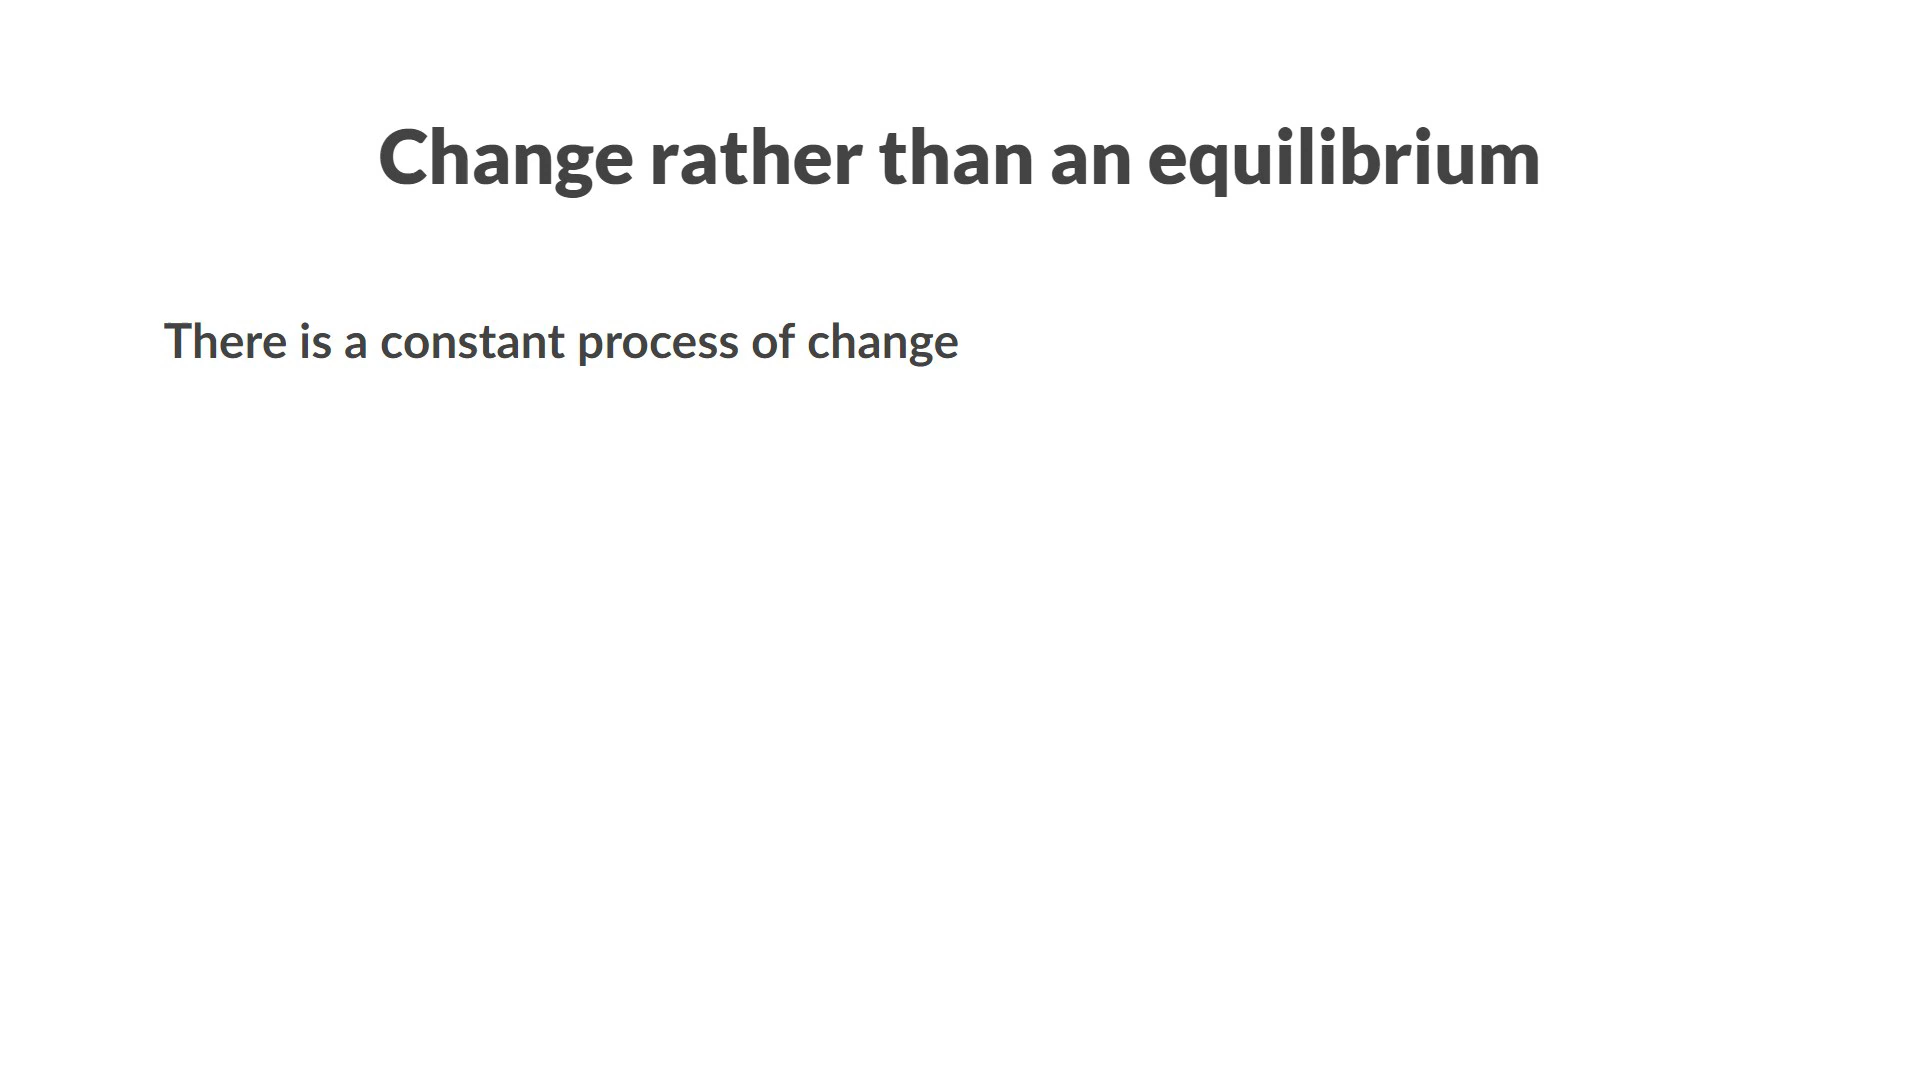 Change rather than an equilibrium
There is a constant process of change